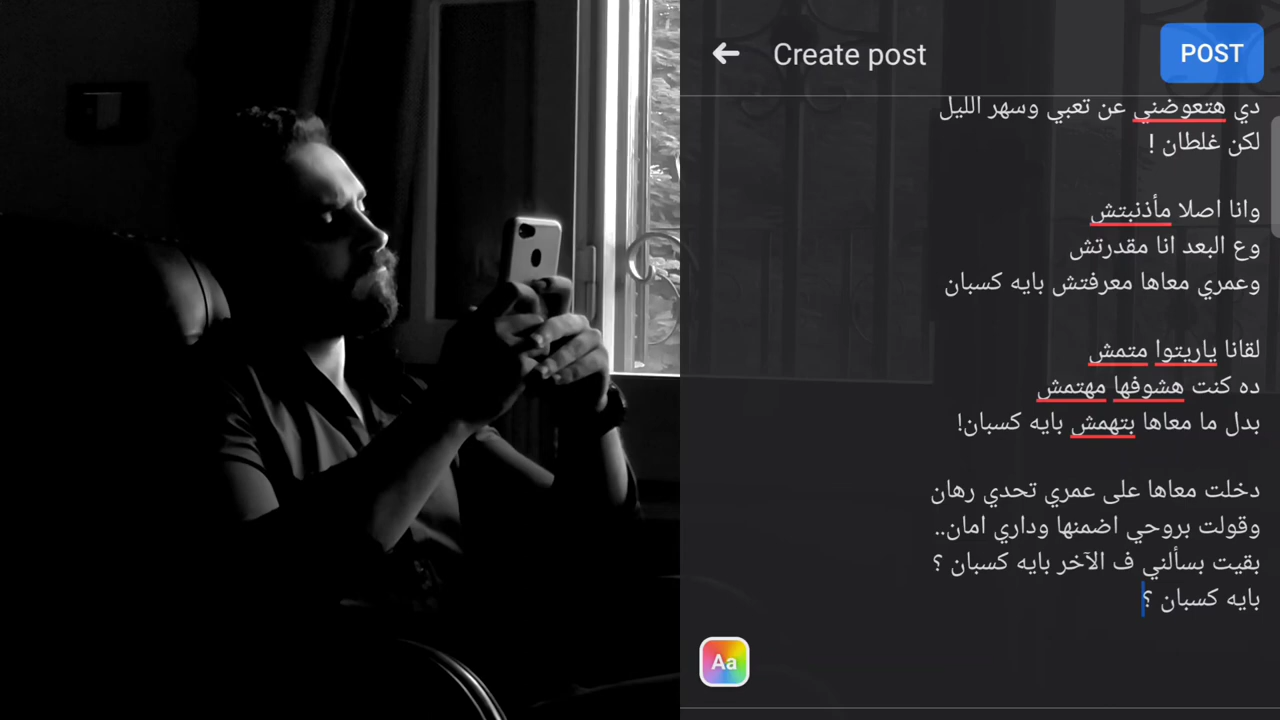 Create post
POST
دي هتعوضني عن تعبي وسهر الليل
لكن غلطان !
وانا اصلا مأذنبتش
وع البعد انا مقدرتش
وعمري معاها معرفتش بايه كسبان
لقانا ياريتوا متمش
ده كنت هشوفها مهتمش
بدل ما معاها بتهمش بايه كسبان!
دخلت معاها على عمري تحدي رهان
وقولت بروحي اضمنها وداري امان..
بقيت بسألني ف الآخر بايه كسبان ؟
بايه كسبان ؟
Aa